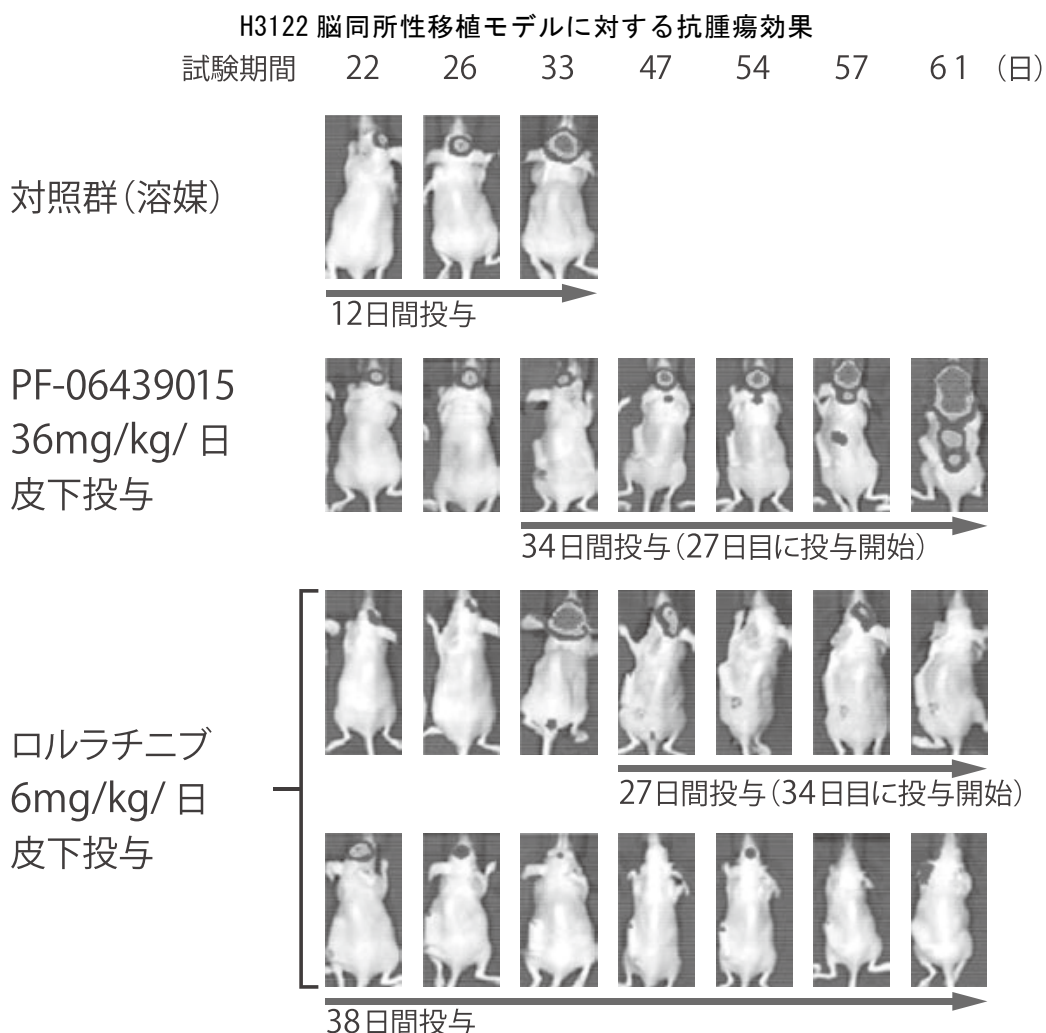 H3122 脳同所性移植モデルに対する抗腫瘍効果
試験期間 22 26 33 47 54 57 61 (日)
対照群(溶媒)
12日間投与
PF-06439015
36mg/kg/ 日
皮下投与
34日間投与(27日目に投与開始)
ロルラチニブ
6mg/kg/ 日
皮下投与
27日間投与(34日目に投与開始)
38日間投与